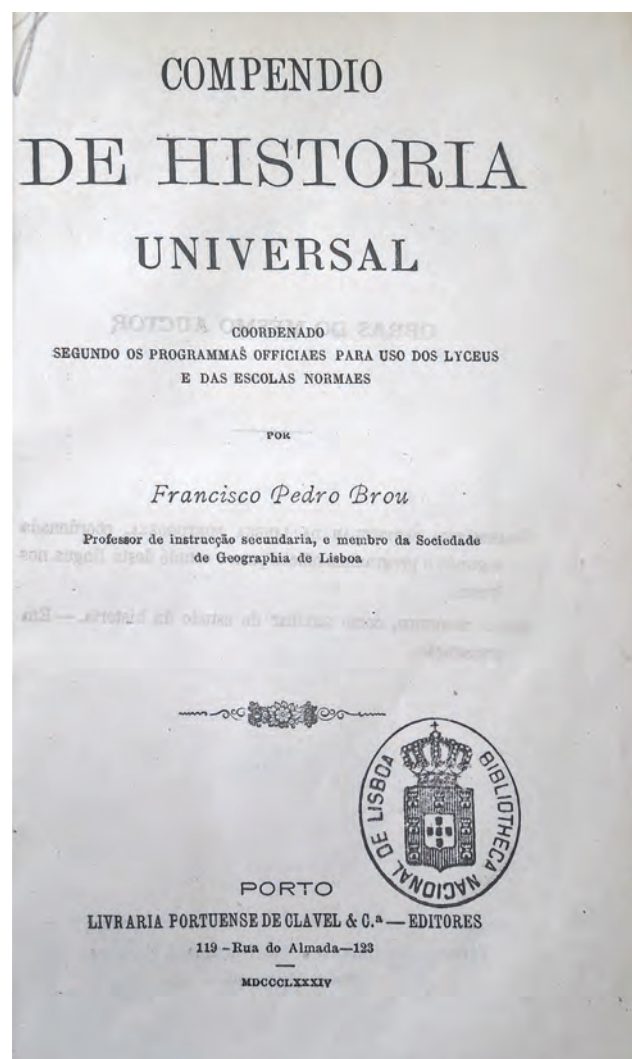 COMPENDIO
DE HISTORIA
UNIVERSAL
COORDENADO
SEGUNDO OS PROGRAMMAS OFFICIAES PARA USO DOS LYCEUS
E DAS ESCOLAS NORMAES
POR
Francisco Pedro Brou
Professor de instrucção secundaria, e membro da Sociedade
de Geographia de Lisboa
BIBLIOTHECA NACIONAL DE LISBOA
PORTO
LIVRARIA PORTUENSE DE CLAVEL & C.ª — EDITORES
119 – Rua do Almada — 123
MDCCCLXXXIV